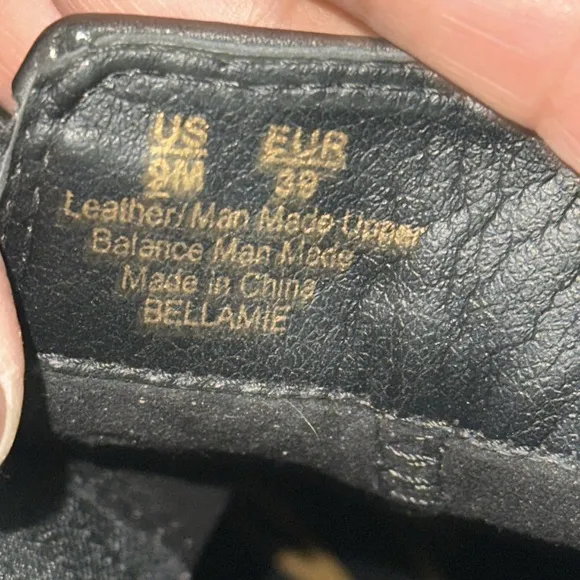 US EUR
9M 39
Leather/Man Made Upper
Balance Man Made
Made in China
BELLAMIE